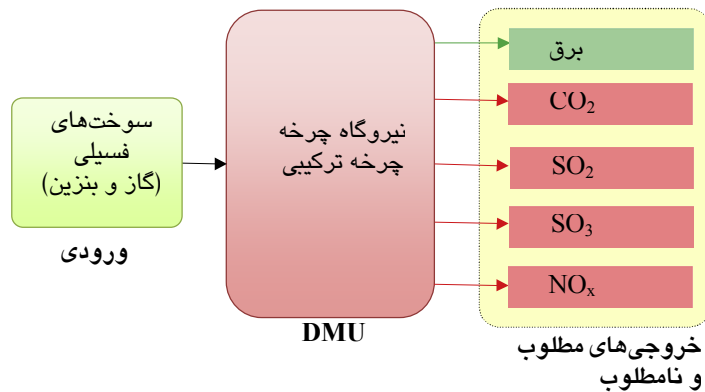 سوخت‌های
فسیلی
(گاز و بنزین)
ورودی
نیروگاه چرخه
چرخه ترکیبی
DMU
برق
CO₂
SO₂
SO₃
NOₓ
خروجی‌های مطلوب
و نامطلوب